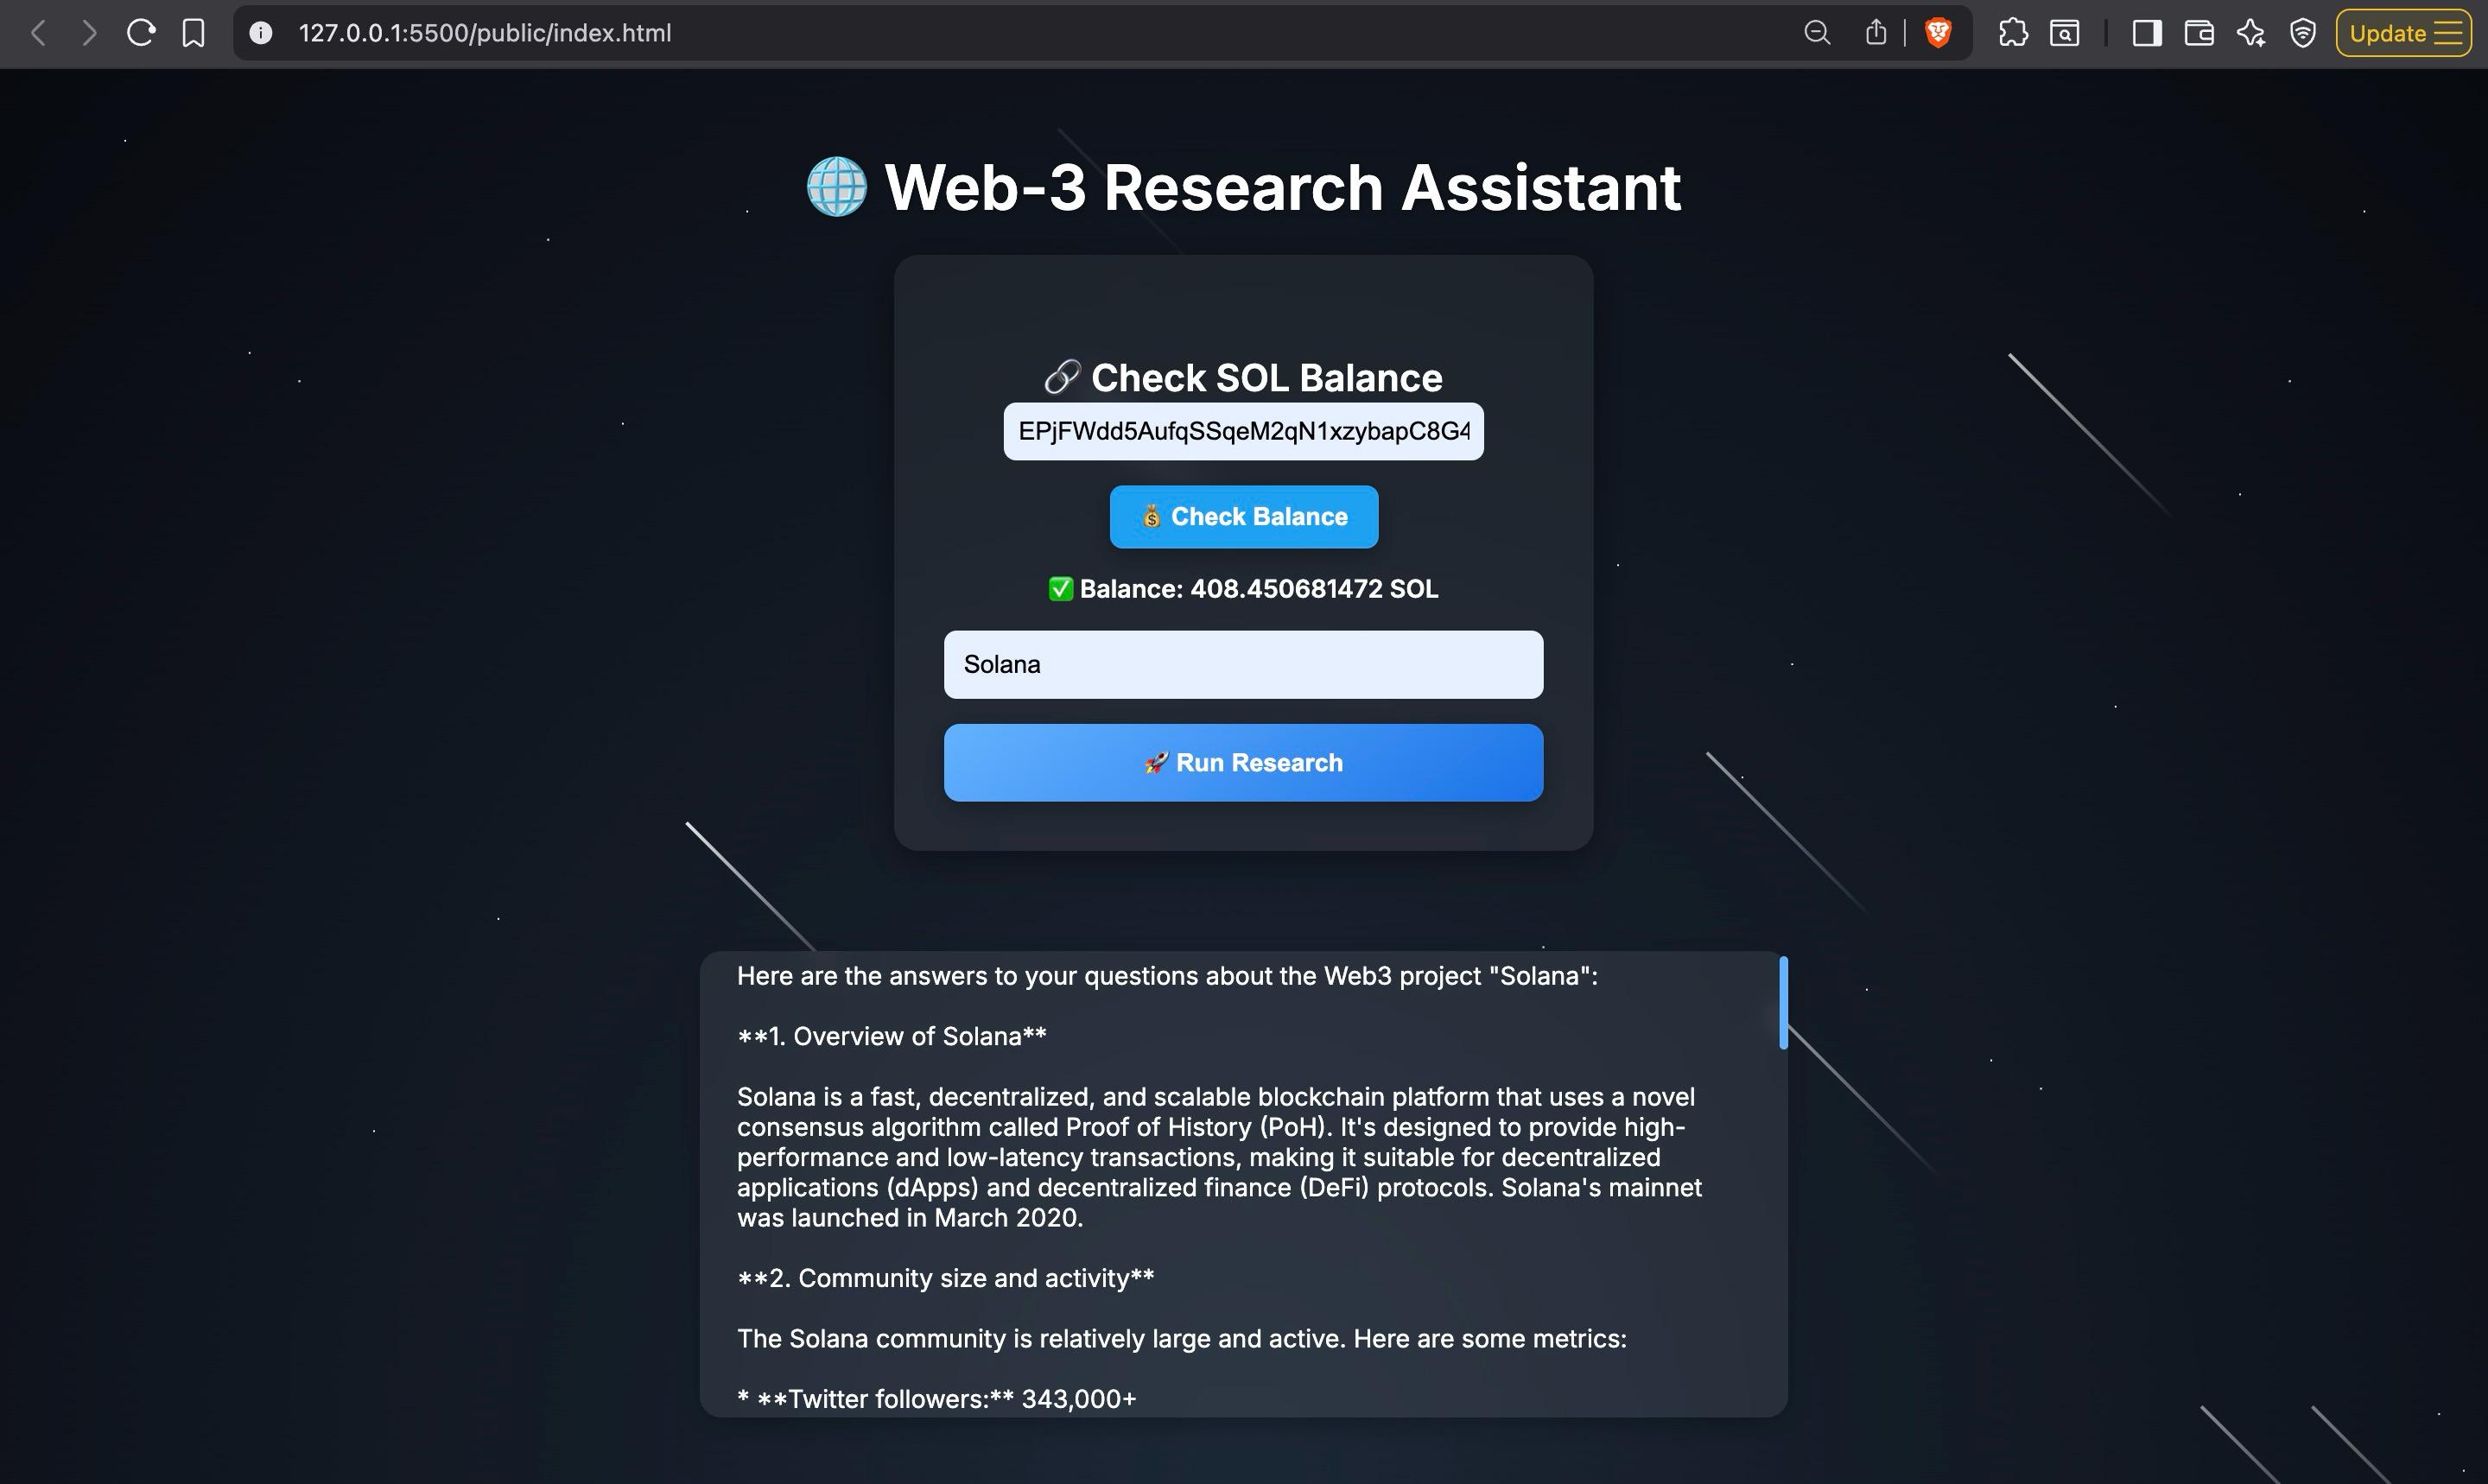 127.0.0.1:5500/public/index.html
Update
🌐 Web-3 Research Assistant
🔗 Check SOL Balance
EPjFWdd5AufqSSqeM2qN1xzybapC8G4
💰 Check Balance
✅ Balance: 408.450681472 SOL
Solana
🚀 Run Research
Here are the answers to your questions about the Web3 project "Solana":
**1. Overview of Solana**
Solana is a fast, decentralized, and scalable blockchain platform that uses a novel
consensus algorithm called Proof of History (PoH). It's designed to provide high-
performance and low-latency transactions, making it suitable for decentralized
applications (dApps) and decentralized finance (DeFi) protocols. Solana's mainnet
was launched in March 2020.
**2. Community size and activity**
The Solana community is relatively large and active. Here are some metrics:
* **Twitter followers:** 343,000+